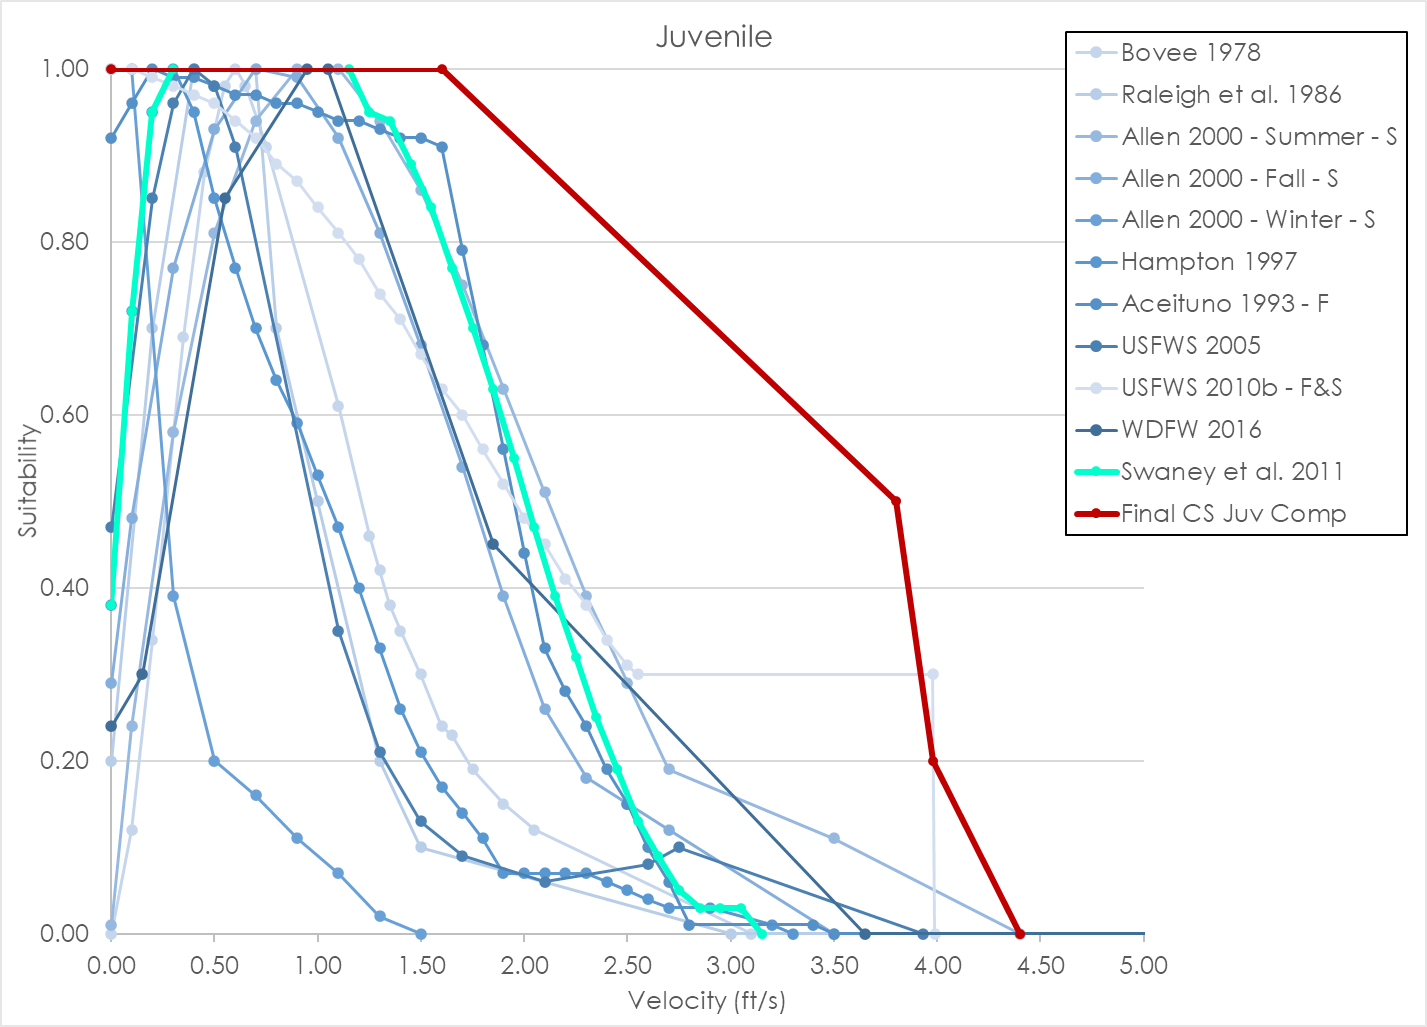 Juvenile
Bovee 1978
Raleigh et al. 1986
Allen 2000 - Summer - S
Allen 2000 - Fall - S
Allen 2000 - Winter - S
Hampton 1997
Aceituno 1993 - F
USFWS 2005
USFWS 2010b - F&S
WDFW 2016
Swaney et al. 2011
Final CS Juv Comp
1.00
0.80
0.60
0.40
0.20
0.00
Suitability
0.00 0.50 1.00 1.50 2.00 2.50 3.00 3.50 4.00 4.50 5.00
Velocity (ft/s)